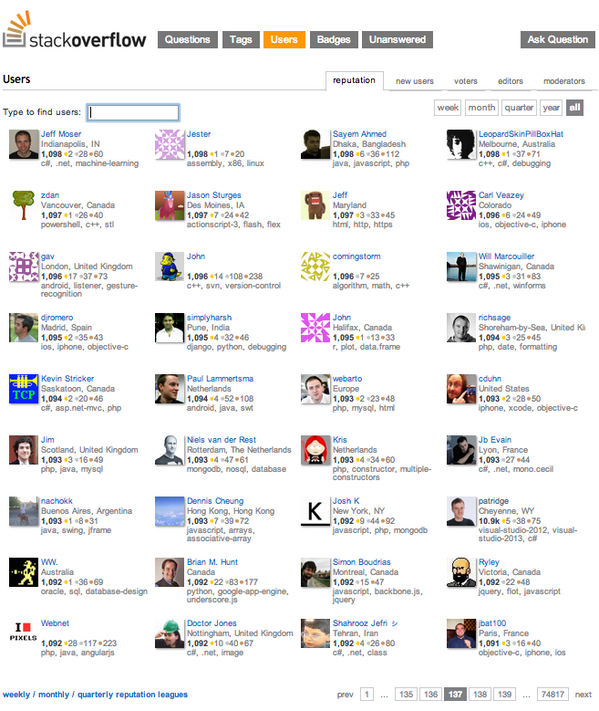 stackoverflow
Questions Tags Users Badges Unanswered Ask Question
Users
reputation new users voters editors moderators
Type to find users:
week month quarter year all
Jeff Moser
Indianapolis, IN
1,098 2 28 60
c#, .net, machine-learning
Jester
1,098 1 7 20
assembly, x86, linux
Sayem Ahmed
Dhaka, Bangladesh
1,098 6 36 112
java, javascript, php
LeopardSkinPillBoxHat
Melbourne, Australia
1,098 1 37 71
c++, c#, debugging
zdan
Vancouver, Canada
1,097 1 26 40
powershell, c++, stl
Jason Sturges
Des Moines, IA
1,097 7 24 42
actionscript-3, flash, flex
Jeff
Maryland
1,097 3 33 45
html, http, https
Carl Veazey
Colorado
1,096 6 24 49
ios, objective-c, iphone
gav
London, United Kingdom
1,096 17 37 73
android, listener, gesture-
recognition
John
1,096 14 108 238
c++, svn, version-control
comingstorm
1,096 7 25
algorithm, math, c++
Will Marcouiller
Shawinigan, Canada
1,095 3 31 83
c#, .net, winforms
djromero
Madrid, Spain
1,095 2 35 43
ios, iphone, objective-c
simplyharsh
Pune, India
1,095 4 32 46
django, python, debugging
John
Halifax, Canada
1,095 1 13 33
r, plot, data.frame
richsage
Shoreham-by-Sea, United Ki
1,094 3 25 45
php, date, formatting
Kevin Stricker
Saskatoon, Canada
1,094 2 20 46
c#, asp.net-mvc, php
TCP
Paul Lammertsma
Netherlands
1,094 4 52 108
android, java, swt
webarto
Europe
1,093 2 23 48
php, mysql, html
cduhn
United States
1,093 2 28 50
iphone, xcode, objective-c
Jim
Scotland, United Kingdom
1,093 3 16 49
php, java, mysql
Niels van der Rest
Rotterdam, The Netherlands
1,093 4 47 61
mongodb, nosql, database
Kris
Netherlands
1,093 4 34 60
php, constructor, multiple-
constructors
Jb Evain
Lyon, France
1,093 27 44
c#, .net, mono.cecil
nachokk
Buenos Aires, Argentina
1,093 1 8 31
java, swing, jframe
Dennis Cheung
Hong Kong, Hong Kong
1,092 7 39 72
javascript, arrays,
associative-array
K
Josh K
New York, NY
1,092 9 44 92
javascript, php, mongodb
patridge
Cheyenne, WY
10.9k 5 38 75
visual-studio-2012, visual-
studio-2013, c#
WW.
Australia
1,092 1 36 69
oracle, sql, database-design
Brian M. Hunt
Canada
1,092 22 83 177
python, google-app-engine,
underscore.js
Simon Boudrias
Montreal, Canada
1,092 15 47
javascript, backbone.js,
jquery
Ryley
Victoria, Canada
1,092 22 48
jquery, flot, javascript
I PIXELS
Webnet
1,092 28 117 223
php, java, angularjs
Doctor Jones
Nottingham, United Kingdom
1,092 10 40 67
c#, .net, image
Shahrooz Jefri ッ
Tehran, Iran
1,092 4 26 80
c#, .net, class
jbat100
Paris, France
1,091 3 16 40
objective-c, iphone, ios
weekly / monthly / quarterly reputation leagues
prev 1 ... 135 136 137 138 139 ... 74817 next